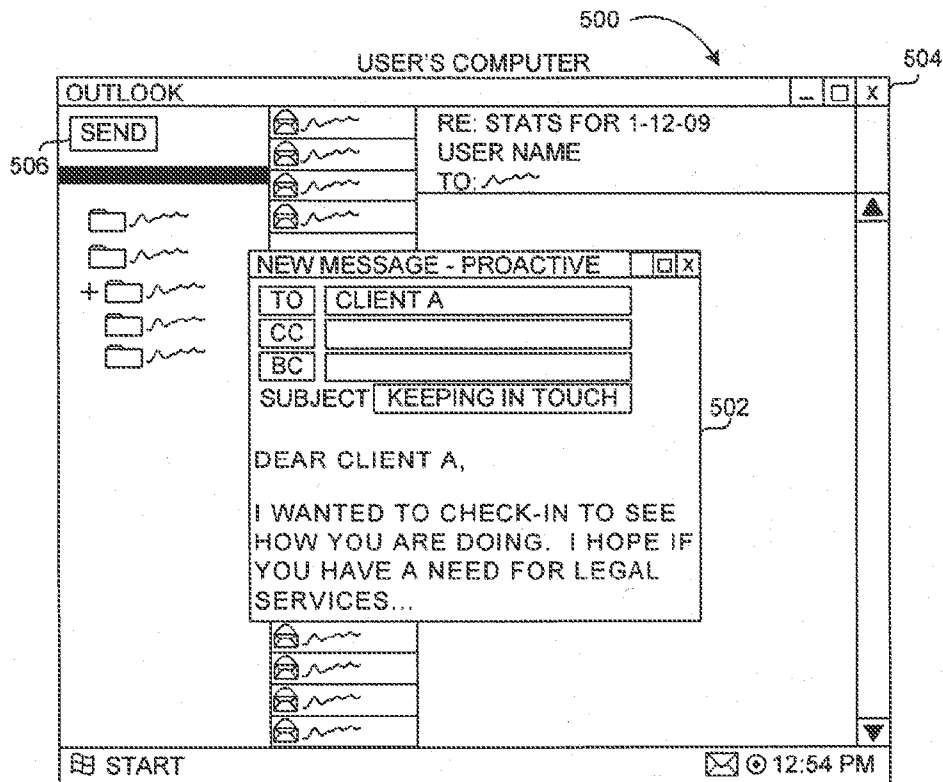 500
USER'S COMPUTER
504
OUTLOOK _ X
SEND
506
RE: STATS FOR 1-12-09
USER NAME
TO:
NEW MESSAGE - PROACTIVE X
TO CLIENT A
CC
BC
SUBJECT KEEPING IN TOUCH
502
DEAR CLIENT A,
I WANTED TO CHECK-IN TO SEE
HOW YOU ARE DOING. I HOPE IF
YOU HAVE A NEED FOR LEGAL
SERVICES...
START 12:54 PM